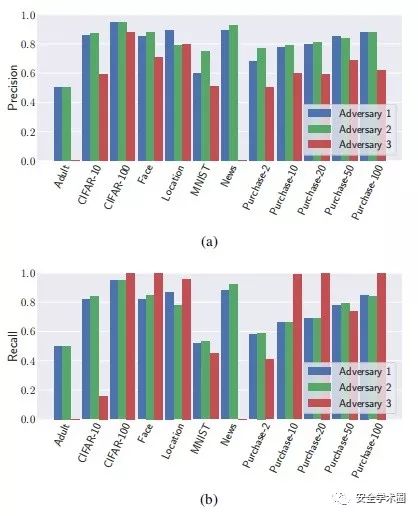 1.0
0.8
0.6
0.4
0.2
0.0
Precision
Adversary 1
Adversary 2
Adversary 3
Adult
CIFAR-10
CIFAR-100
Face
Location
MNIST
News
Purchase-2
Purchase-10
Purchase-20
Purchase-50
Purchase-100
(a)
1.0
0.8
0.6
0.4
0.2
0.0
Recall
Adversary 1
Adversary 2
Adversary 3
Adult
CIFAR-10
CIFAR-100
Face
Location
MNIST
News
Purchase-2
Purchase-10
Purchase-20
Purchase-50
Purchase-100
(b)
安全学术圈